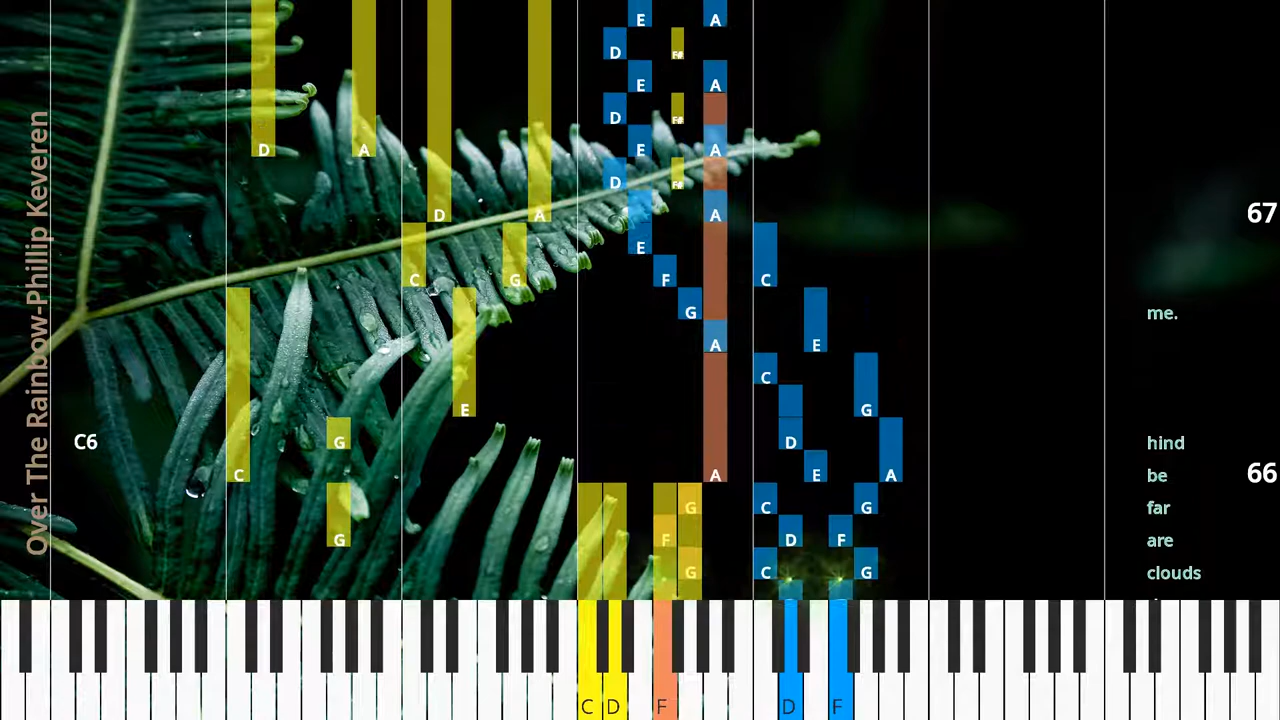 Over The Rainbow-Phillip Keveren
E A
D F#
E A
D F#
D A E A
D F#
D A A
67
E
C G F C
G
me.
E A
C
E G
G D hind
C6
C A E A be 66
G C G far
G F D F are
G C G clouds
C D F D F